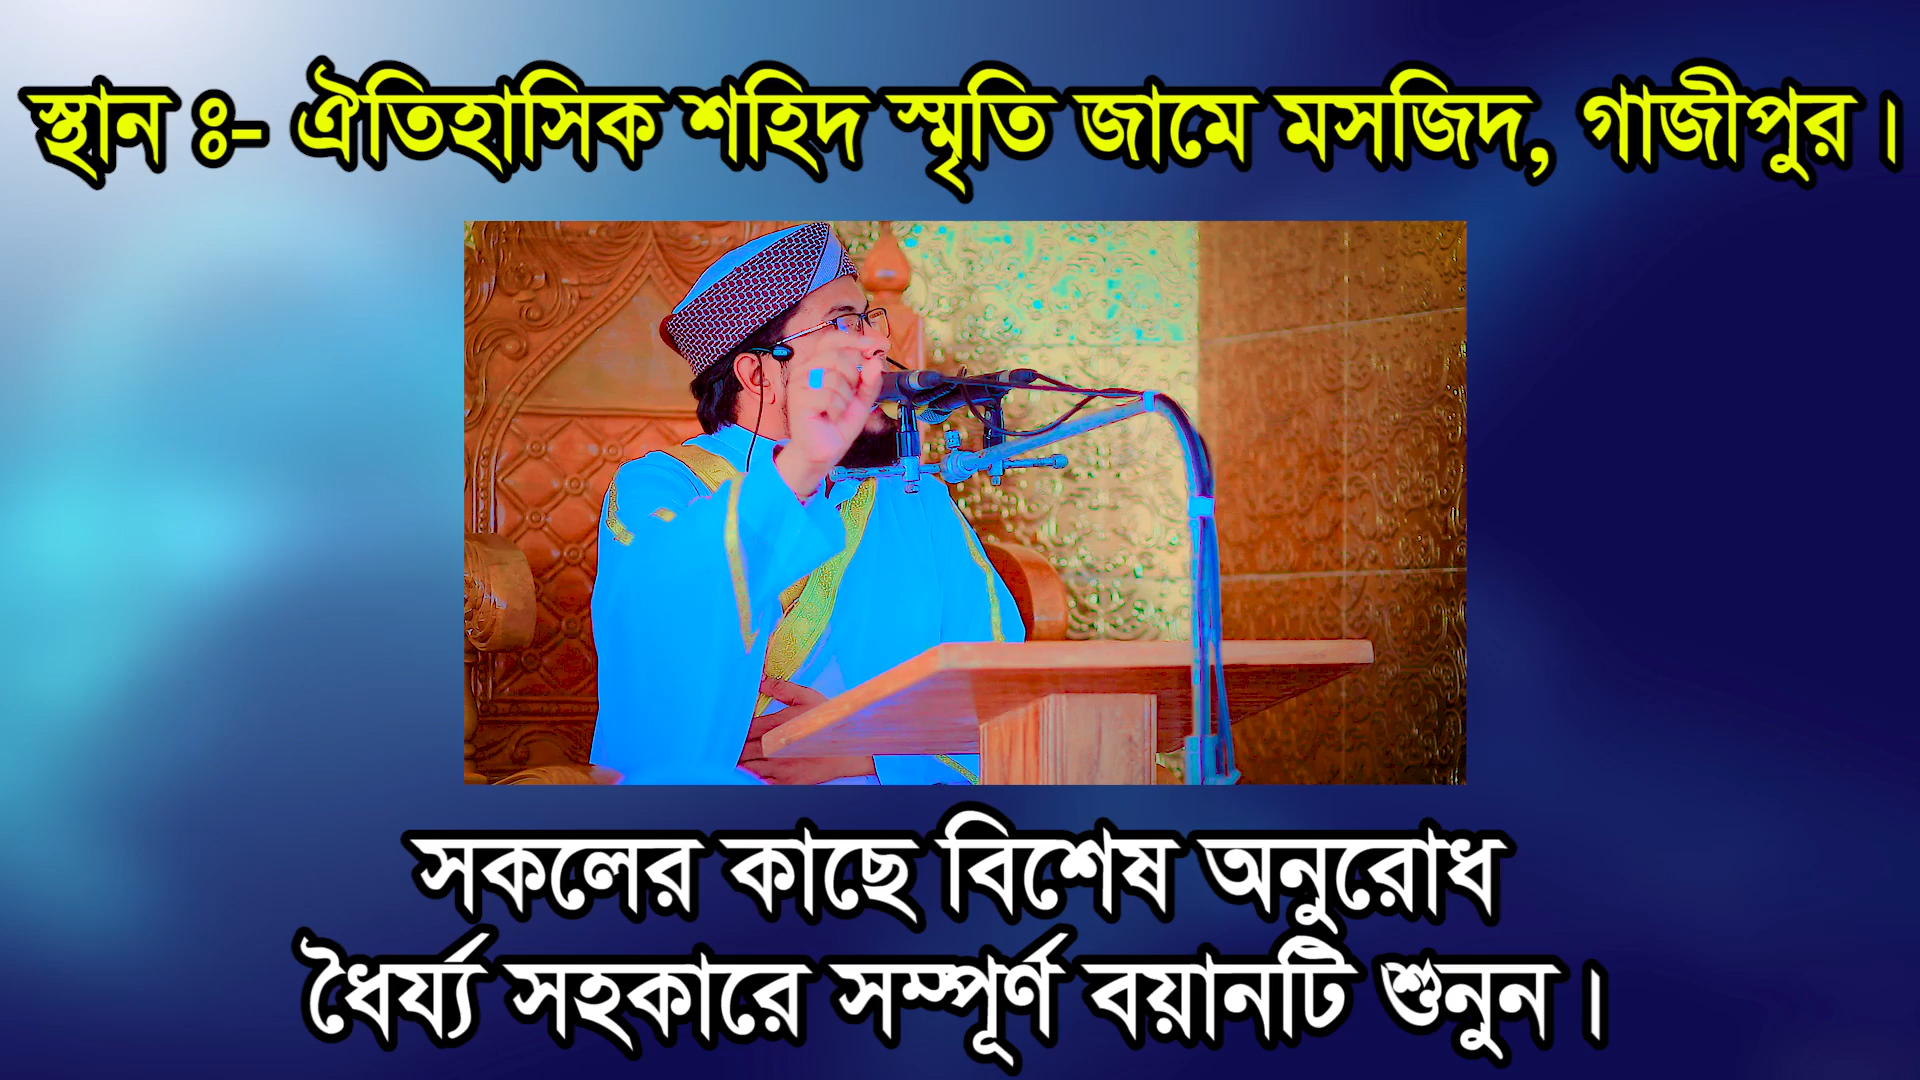 স্থান ঃ- ঐতিহাসিক শহিদ স্মৃতি জামে মসজিদ, গাজীপুর।
সকলের কাছে বিশেষ অনুরোধ
ধৈর্য্য সহকারে সম্পূর্ণ বয়ানটি শুনুন।